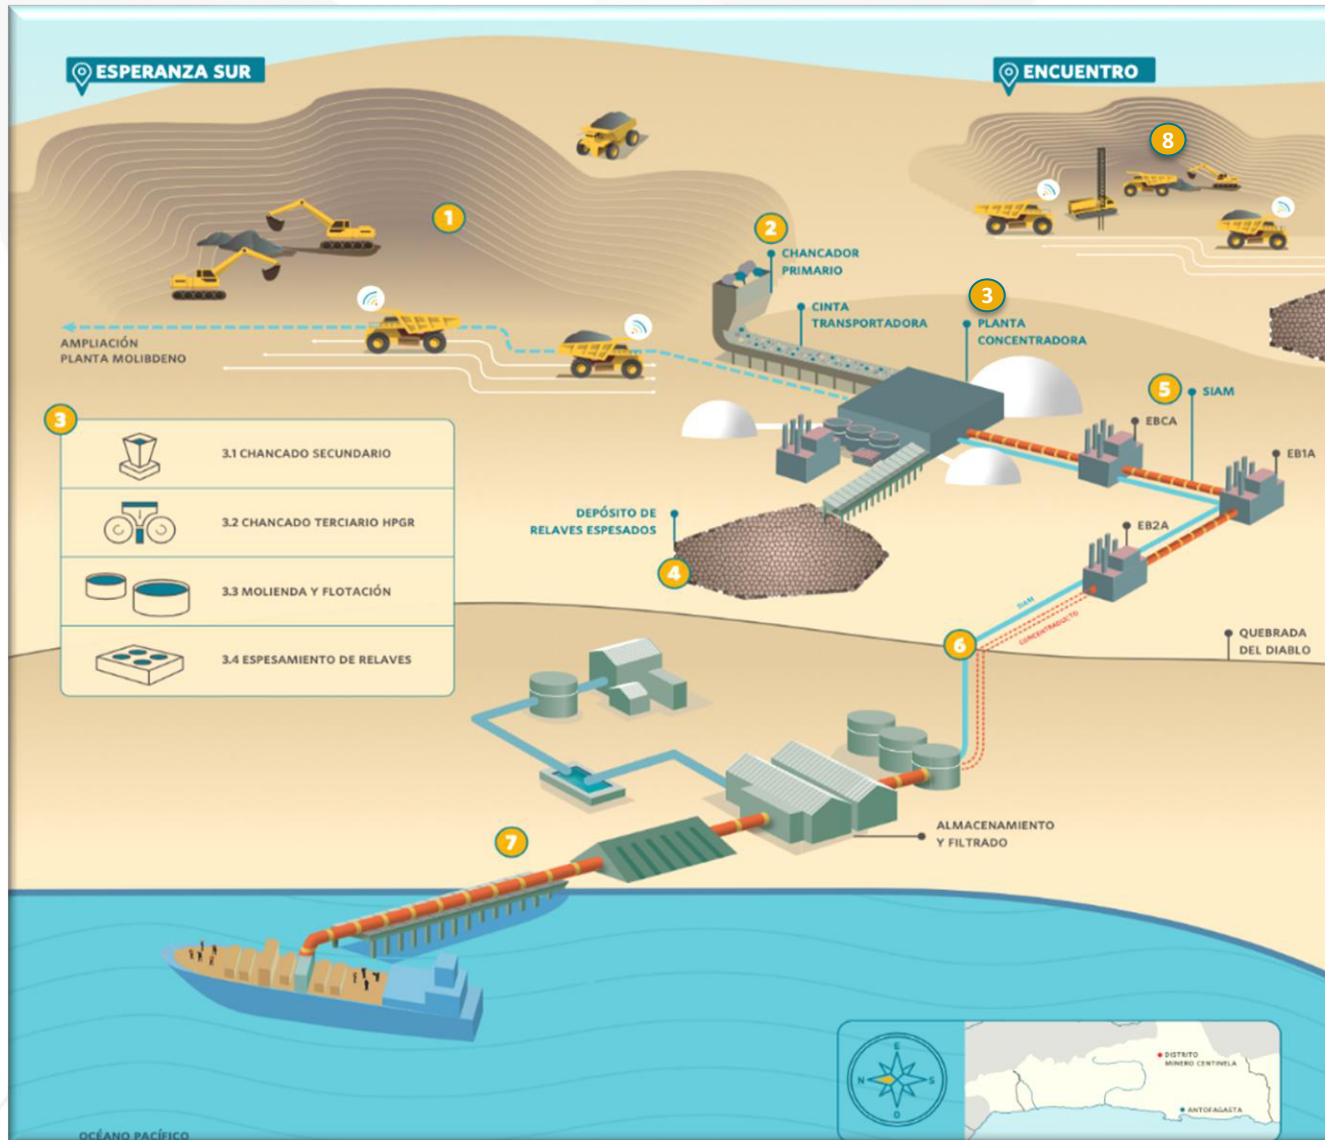 ESPERANZA SUR
ENCUENTRO
8
1
2
CHANCADOR
PRIMARIO
3
CINTA
TRANSPORTADORA
PLANTA
CONCENTRADORA
AMPLIACIÓN
PLANTA MOLIBDENO
5
SIAM
EBCA
EB1A
3
3.1 CHANCADO SECUNDARIO
3.2 CHANCADO TERCIARIO HPGR
3.3 MOLIENDA Y FLOTACIÓN
3.4 ESPESAMIENTO DE RELAVES
DEPÓSITO DE
RELAVES ESPESADOS
4
EB2A
SIAM
CONCENTRADUCTO
6
QUEBRADA
DEL DIABLO
ALMACENAMIENTO
Y FILTRADO
7
E
N
S
O
DISTRITO
MINERO CENTINELA
ANTOFAGASTA
OCÉANO PACÍFICO